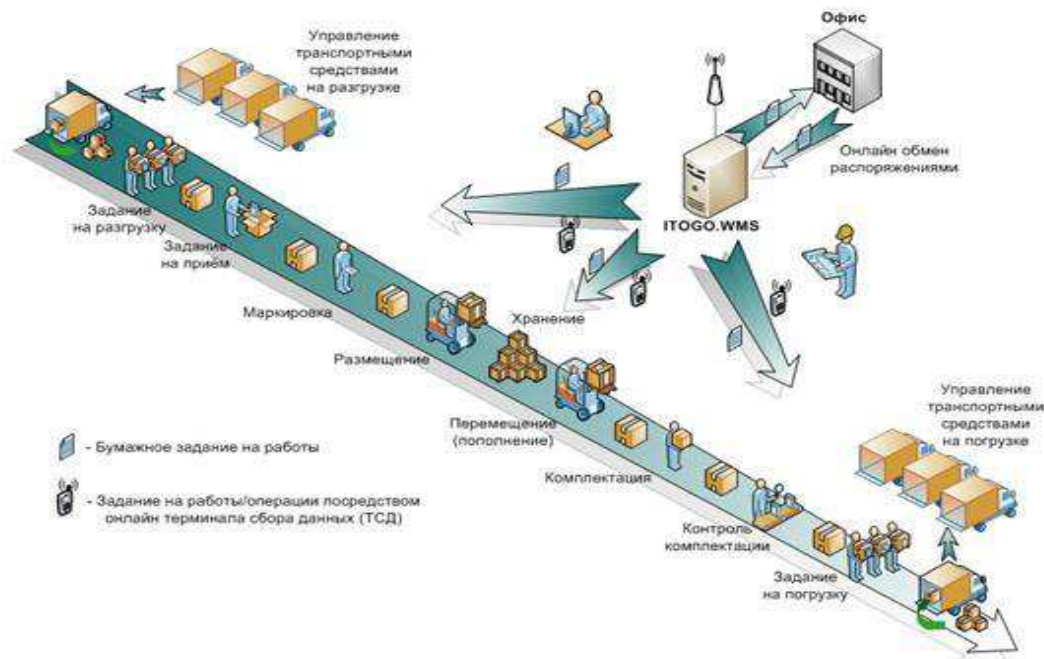 Офис
Управление
транспортными
средствами
на разгрузке
Онлайн обмен
распоряжениями
ITOGO.WMS
Задание
на разгрузку
Задание
на приём
Маркировка
Размещение
Хранение
Перемещение
(пополнение)
Комплектация
Контроль
комплектации
Задание
на погрузку
Управление
транспортными
средствами
на погрузке
- Бумажное задание на работы
- Задание на работы/операции посредством
онлайн терминала сбора данных (ТСД)